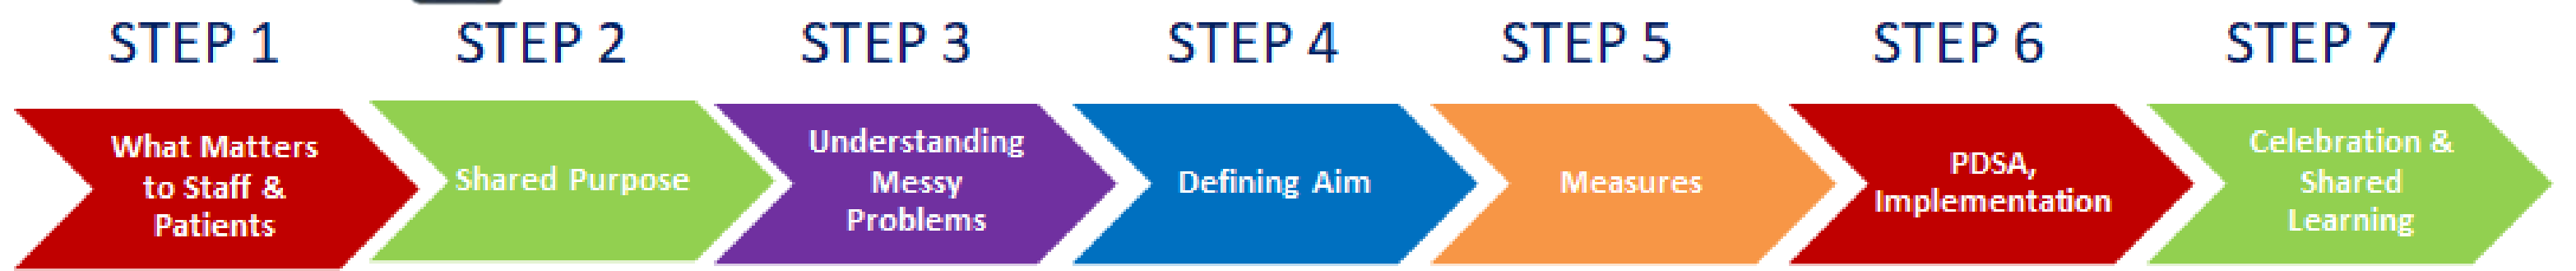 STEP 1
STEP 2
STEP 3
STEP 4
STEP 5
STEP 6
STEP 7
What Matters
to Staff &
Patients
Shared Purpose
Understanding
Messy
Problems
Defining Aim
Measures
PDSA,
Implementation
Celebration &
Shared
Learning